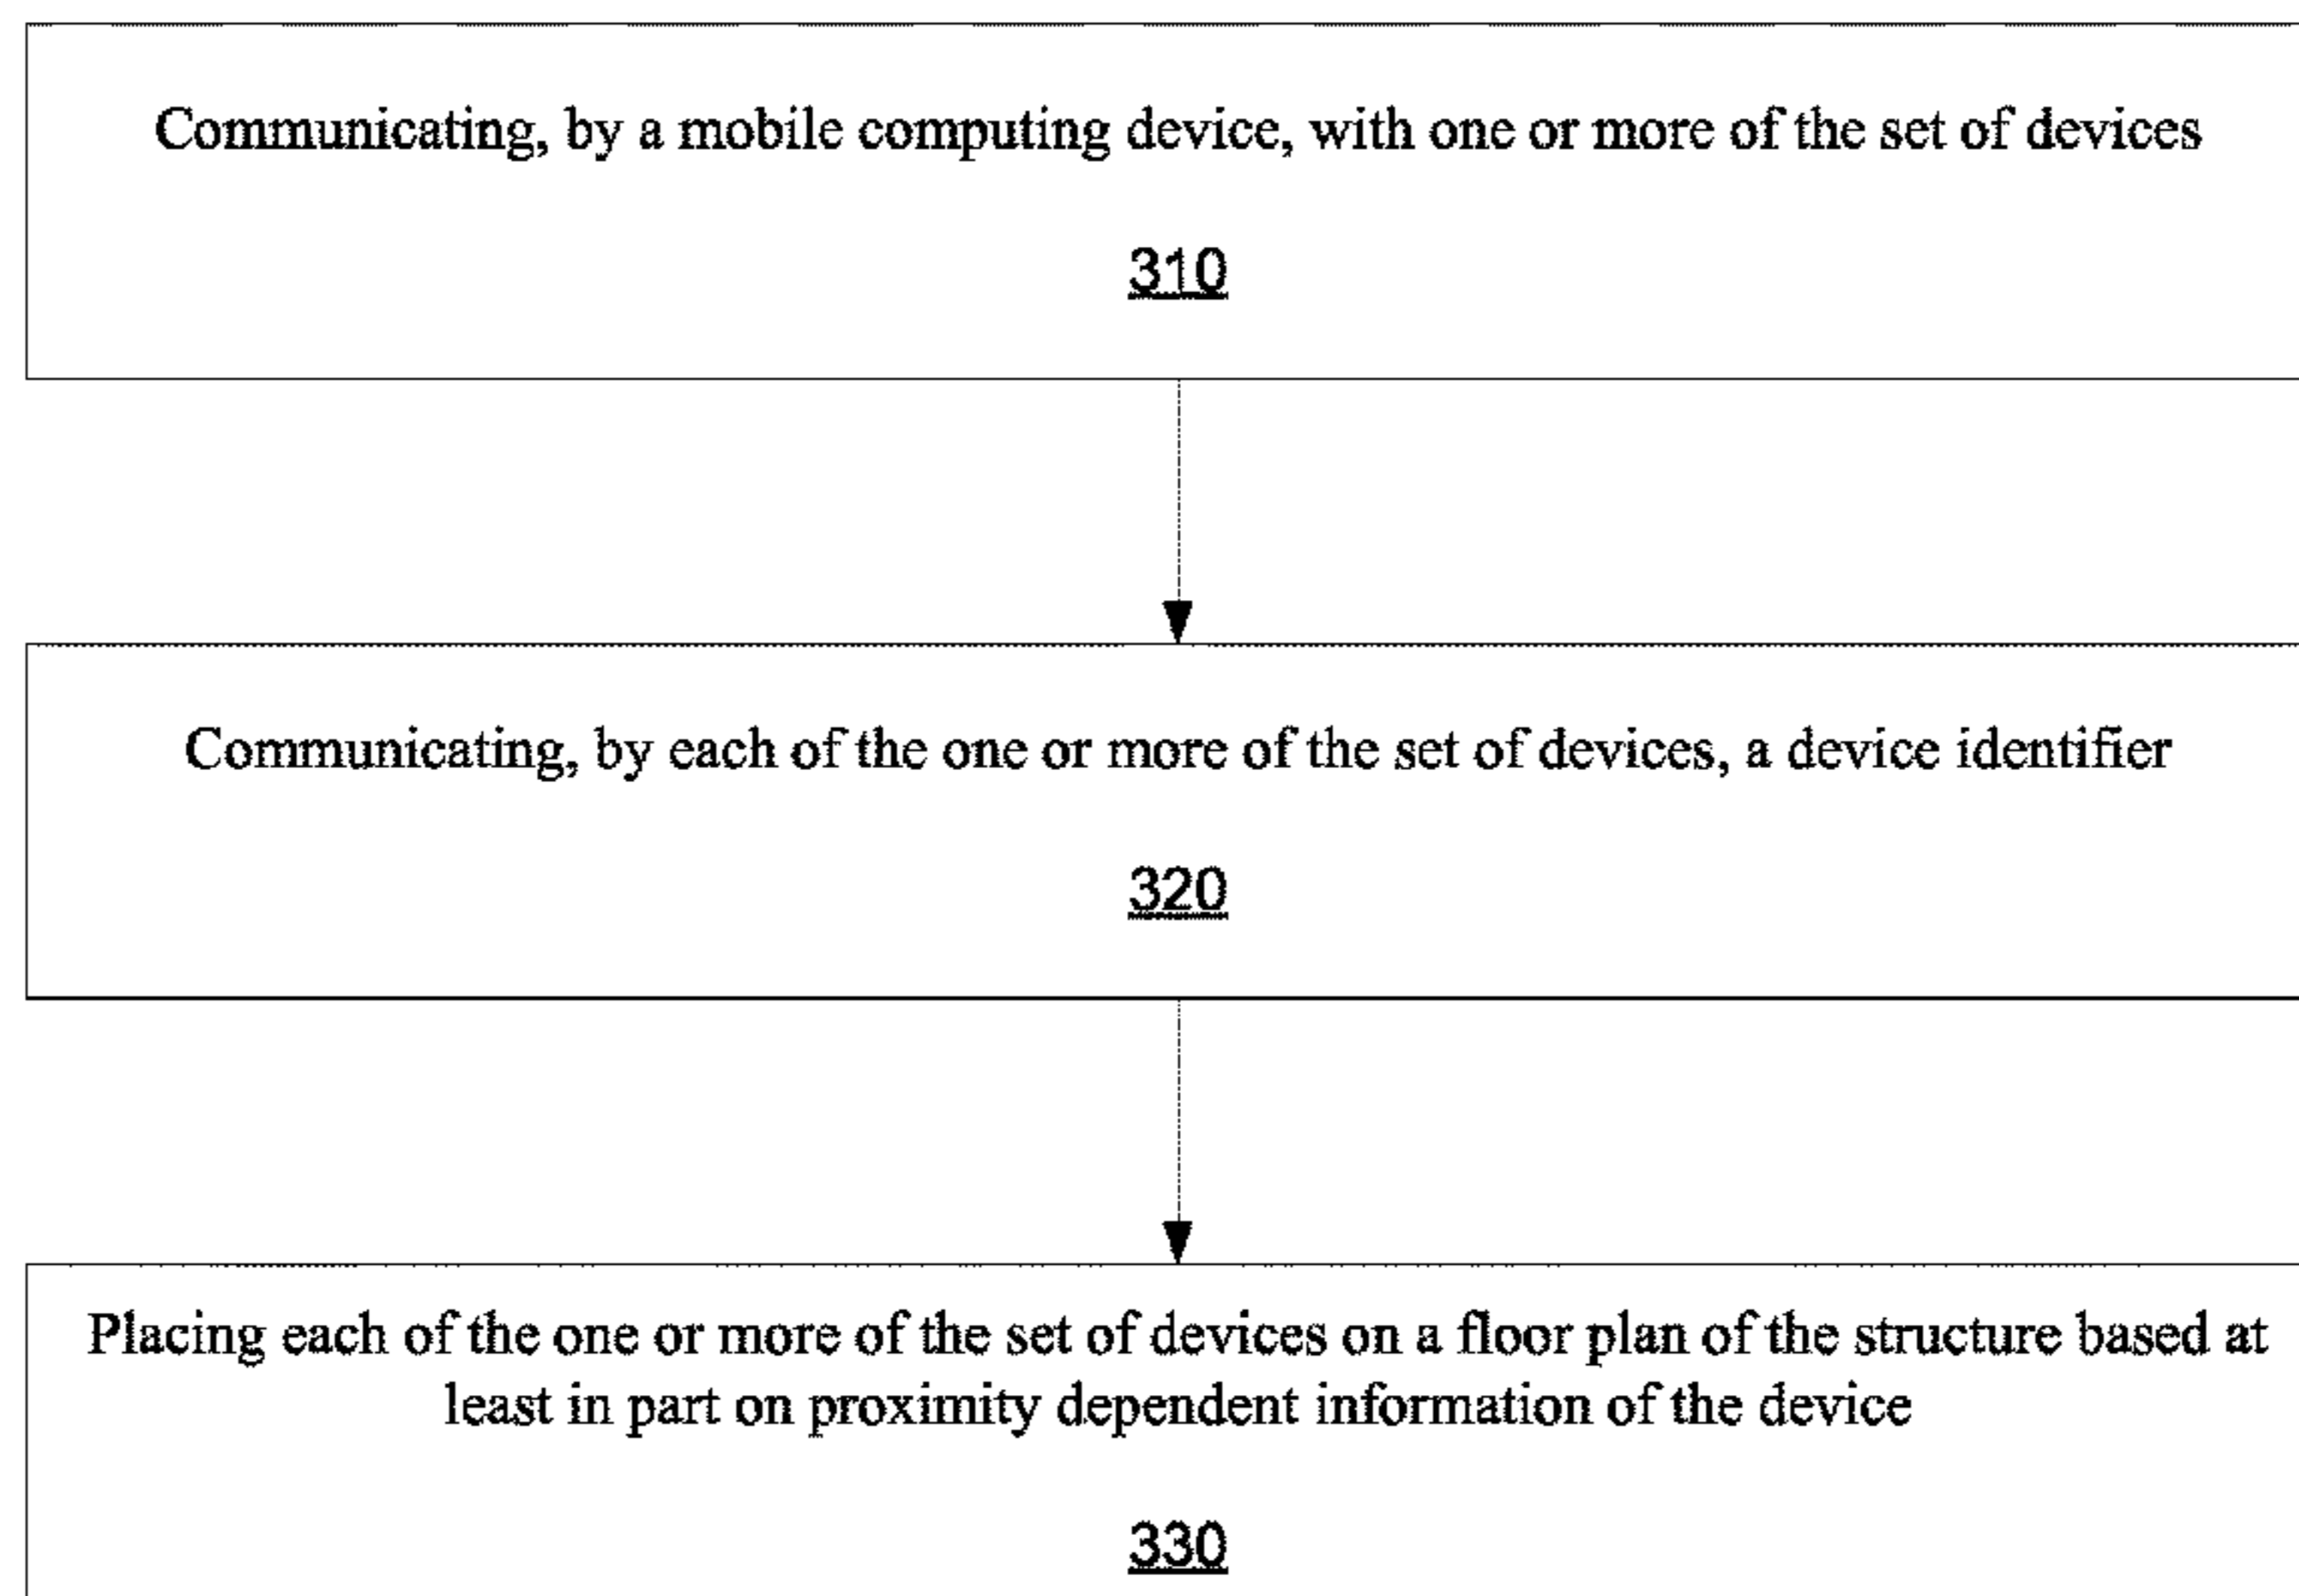 Communicating, by a mobile computing device, with one or more of the set of devices
310
Communicating, by each of the one or more of the set of devices, a device identifier
320
Placing each of the one or more of the set of devices on a floor plan of the structure based at
least in part on proximity dependent information of the device
330